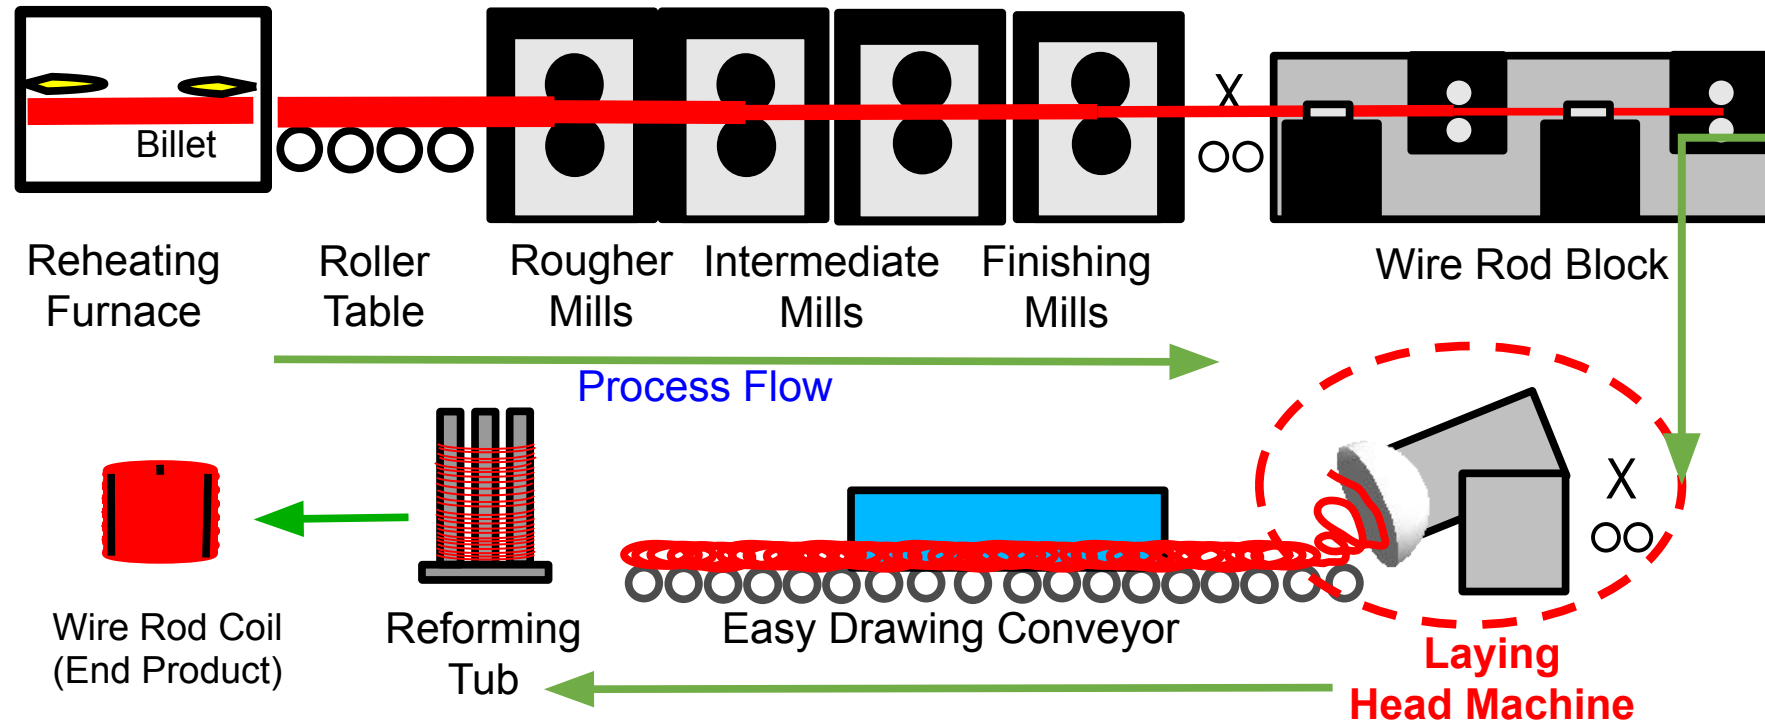 Billet
X
Reheating
Furnace
Roller
Table
Rougher
Mills
Intermediate
Mills
Finishing
Mills
Wire Rod Block
Process Flow
X
Wire Rod Coil
(End Product)
Reforming
Tub
Easy Drawing Conveyor
Laying
Head Machine